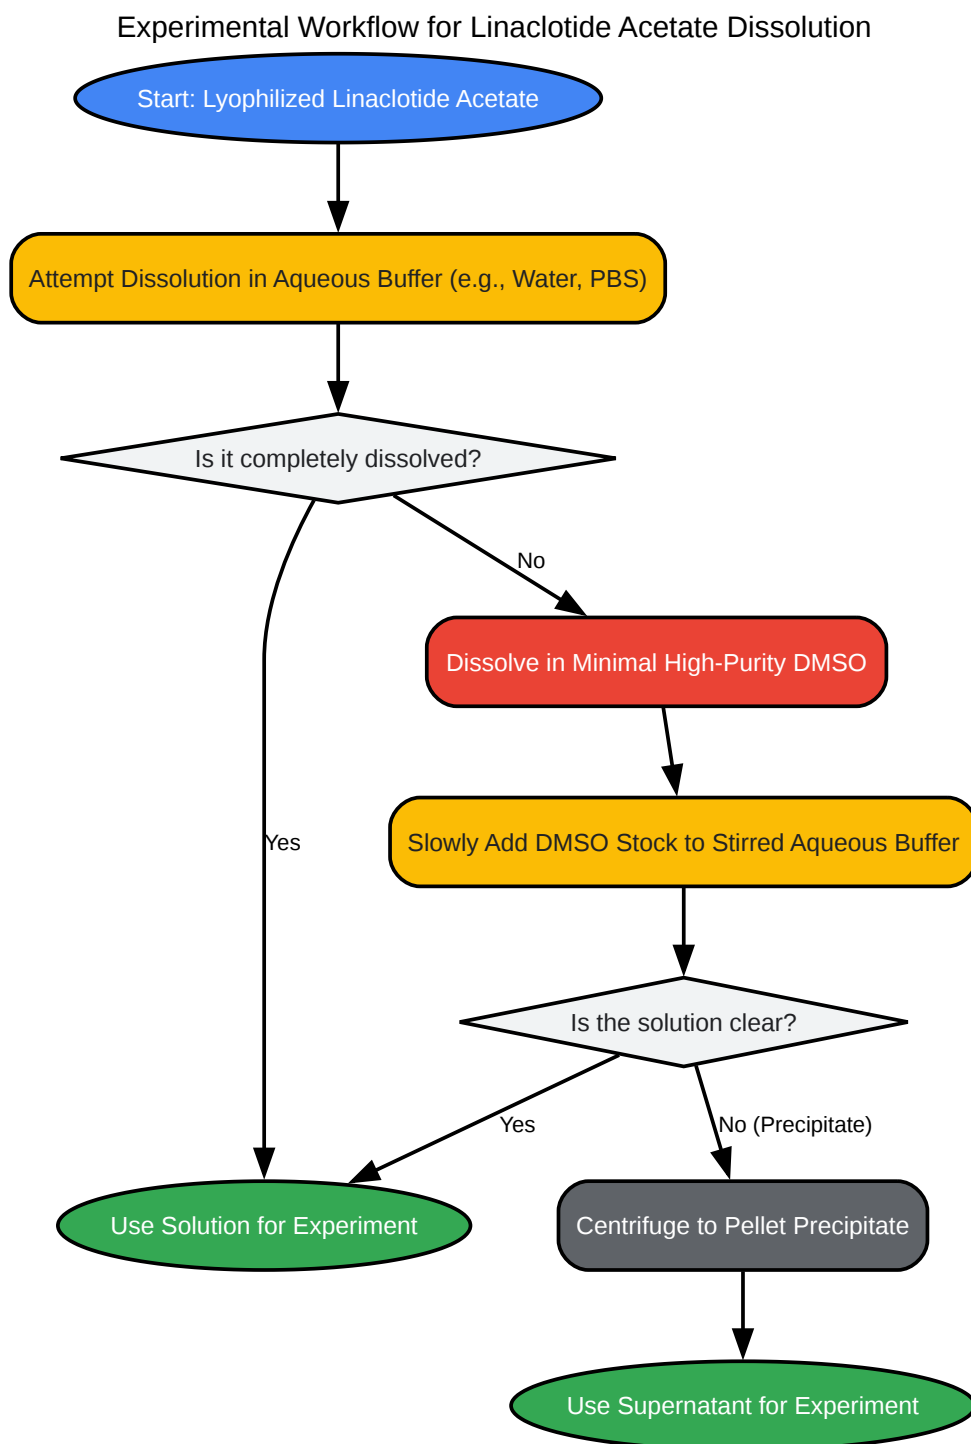 Experimental Workflow for Linaclotide Acetate Dissolution
Start: Lyophilized Linaclotide Acetate
Attempt Dissolution in Aqueous Buffer (e.g., Water, PBS)
Is it completely dissolved?
No
Dissolve in Minimal High-Purity DMSO
Yes
Slowly Add DMSO Stock to Stirred Aqueous Buffer
Is the solution clear?
Yes
No (Precipitate)
Use Solution for Experiment
Centrifuge to Pellet Precipitate
Use Supernatant for Experiment